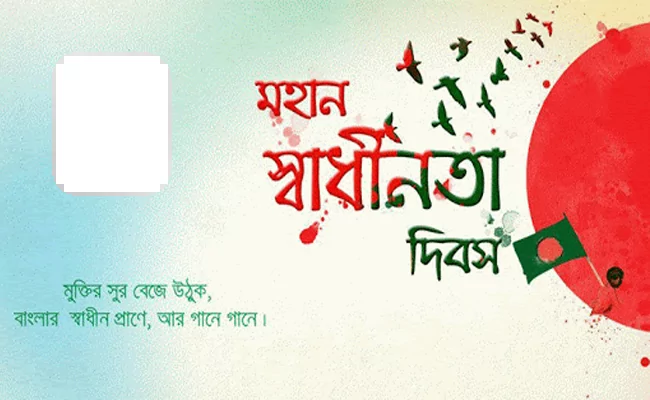 মহান
স্বাধীনতা
দিবস
মুক্তির সুর বেজে উঠুক,
বাংলার স্বাধীন প্রাণে, আর গানে গানে।